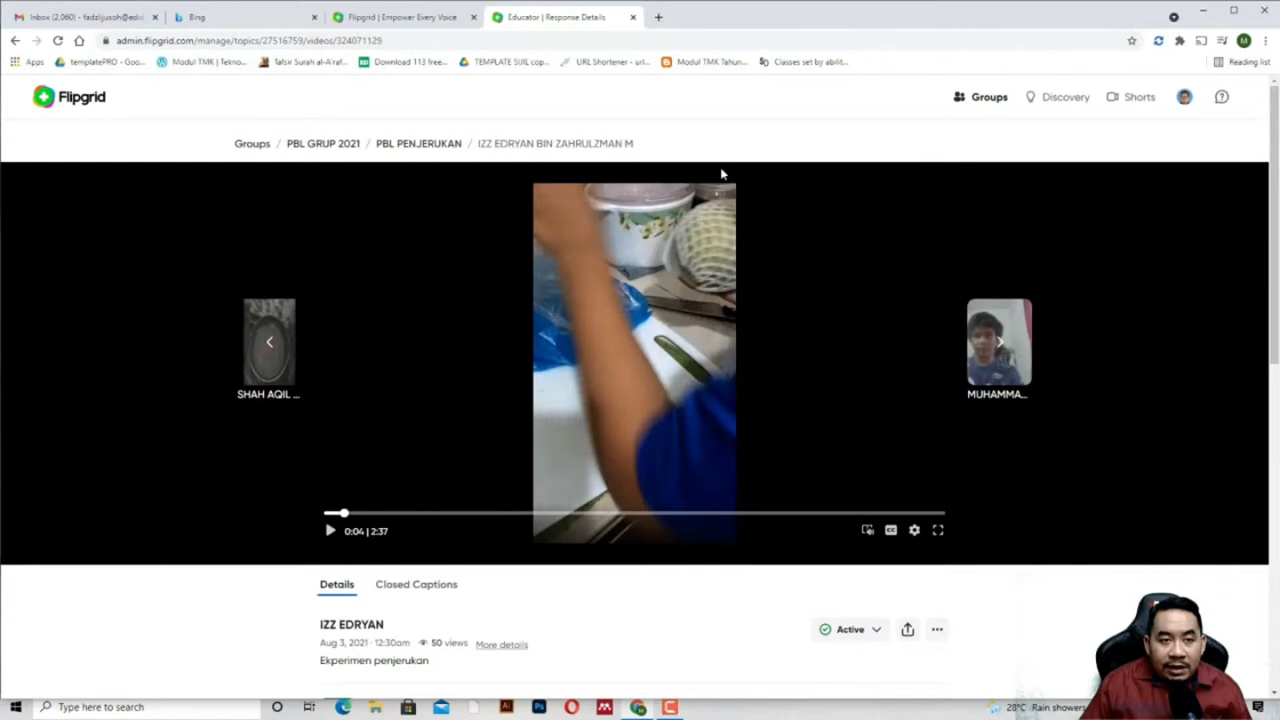 Inbox (2,060) - fadzlijusoh@edid
Bing
Flipgrid | Empower Every Voice
Educator | Response Details
admin.flipgrid.com/manage/topics/27516759/videos/324071129
Apps
templatePRO - Goo...
Modul TMK | Tekno...
Tafsir Surah al-A'raf...
Download 113 free...
TEMPLATE SIJIL cop...
URL Shortener - url...
Modul TMK Tahun...
Classes set by abilit...
Reading list
Flipgrid
Groups
Discovery
Shorts
Groups / PBL GRUP 2021 / PBL PENJERUKAN / IZZ EDRYAN BIN ZAHRULZMAN M
SHAH AQIL ...
MUHAMMA...
0:04 | 2:37
CC
Details
Closed Captions
IZZ EDRYAN
Aug 3, 2021 · 12:30am
50 views
More details
Active
Ekperimen penjerukan
Type here to search
28°C Rain showers